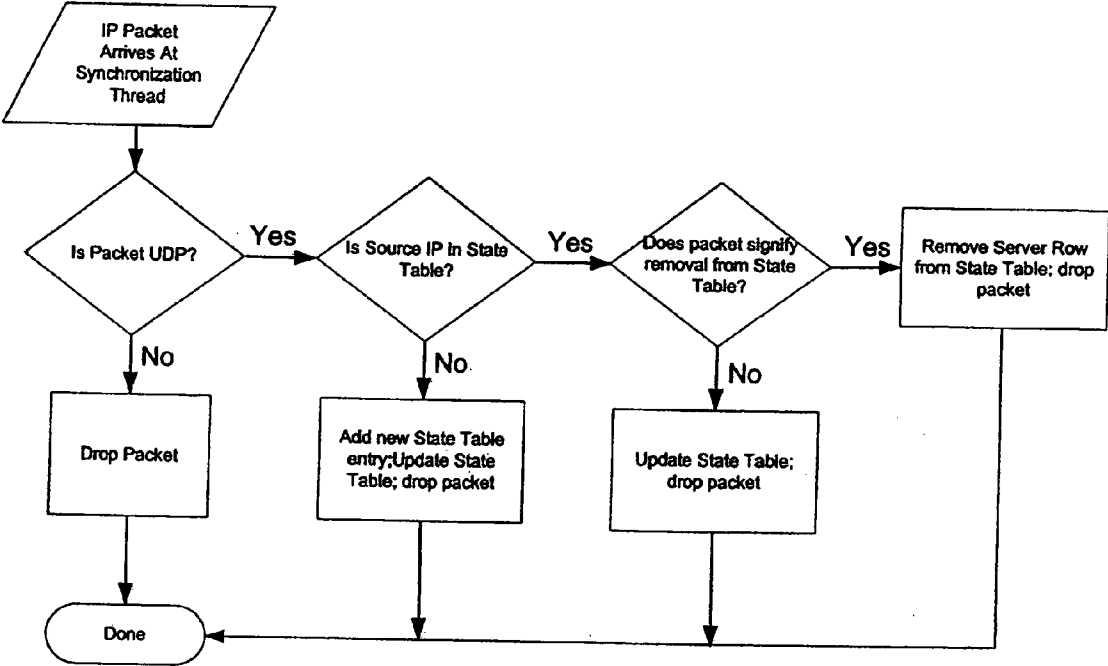 IP Packet
Arrives At
Synchronization
Thread
Is Packet UDP?
Yes
Is Source IP in State
Table?
Yes
Does packet signify
removal from State
Table?
Yes
Remove Server Row
from State Table; drop
packet
No
No
No
Drop Packet
Add new State Table
entry;Update State
Table; drop packet
Update State Table;
drop packet
Done